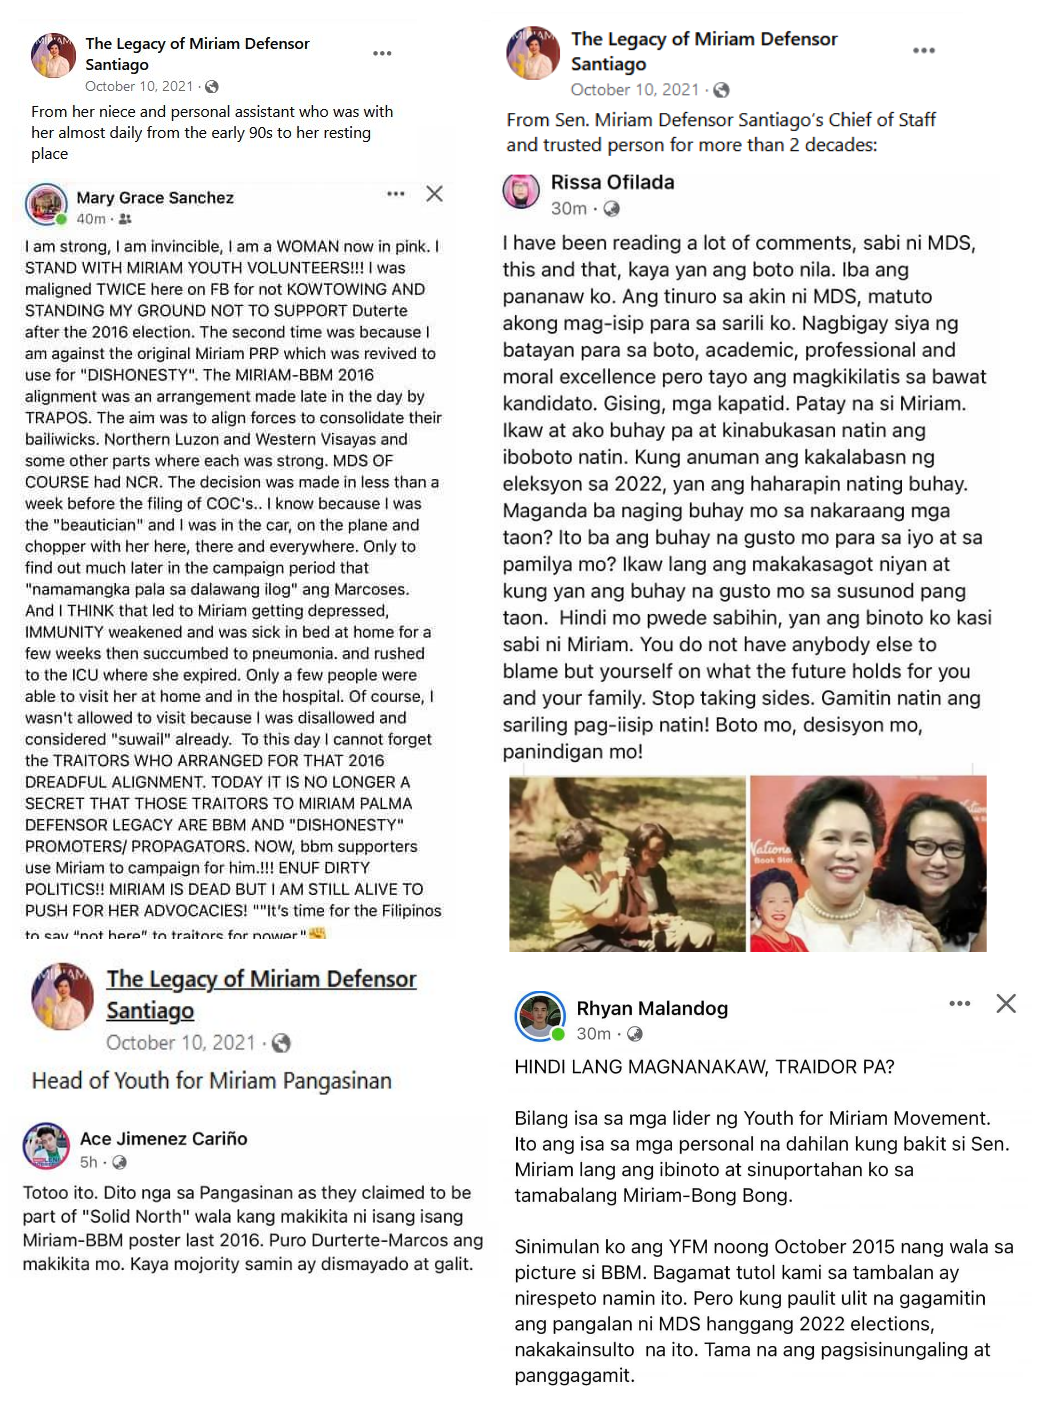 The Legacy of Miriam Defensor
Santiago
October 10, 2021 ·
From her niece and personal assistant who was with
her almost daily from the early 90s to her resting
place
Mary Grace Sanchez
40m ·
I am strong, I am invincible, I am a WOMAN now in pink. I
STAND WITH MIRIAM YOUTH VOLUNTEERS!!! I was
maligned TWICE here on FB for not KOWTOWING AND
STANDING MY GROUND NOT TO SUPPORT Duterte
after the 2016 election. The second time was because I
am against the original Miriam PRP which was revived to
use for "DISHONESTY". The MIRIAM-BBM 2016
alignment was an arrangement made late in the day by
TRAPOS. The aim was to align forces to consolidate their
bailiwicks. Northern Luzon and Western Visayas and
some other parts where each was strong. MDS OF
COURSE had NCR. The decision was made in less than a
week before the filing of COC's.. I know because I was
the "beautician" and I was in the car, on the plane and
chopper with her here, there and everywhere. Only to
find out much later in the campaign period that
"namamangka pala sa dalawang ilog" ang Marcoses.
And I THINK that led to Miriam getting depressed,
IMMUNITY weakened and was sick in bed at home for a
few weeks then succumbed to pneumonia. and rushed
to the ICU where she expired. Only a few people were
able to visit her at home and in the hospital. Of course, I
wasn't allowed to visit because I was disallowed and
considered "suwail" already. To this day I cannot forget
the TRAITORS WHO ARRANGED FOR THAT 2016
DREADFUL ALIGNMENT. TODAY IT IS NO LONGER A
SECRET THAT THOSE TRAITORS TO MIRIAM PALMA
DEFENSOR LEGACY ARE BBM AND "DISHONESTY"
PROMOTERS/ PROPAGATORS. NOW, bbm supporters
use Miriam to campaign for him.!!! ENUF DIRTY
POLITICS!! MIRIAM IS DEAD BUT I AM STILL ALIVE TO
PUSH FOR HER ADVOCACIES! ""It's time for the Filipinos
to say "not here" to traitors for power"
The Legacy of Miriam Defensor
Santiago
October 10, 2021 ·
From Sen. Miriam Defensor Santiago's Chief of Staff
and trusted person for more than 2 decades:
Rissa Ofilada
30m ·
I have been reading a lot of comments, sabi ni MDS,
this and that, kaya yan ang boto nila. Iba ang
pananaw ko. Ang tinuro sa akin ni MDS, matuto
akong mag-isip para sa sarili ko. Nagbigay siya ng
batayan para sa boto, academic, professional and
moral excellence pero tayo ang magkikilatis sa bawat
kandidato. Gising, mga kapatid. Patay na si Miriam.
Ikaw at ako buhay pa at kinabukasan natin ang
iboboto natin. Kung anuman ang kakalabasn ng
eleksyon sa 2022, yan ang haharapin nating buhay.
Maganda ba naging buhay mo sa nakaraang mga
taon? Ito ba ang buhay na gusto mo para sa iyo at sa
pamilya mo? Ikaw lang ang makakasagot niyan at
kung yan ang buhay na gusto mo sa susunod pang
taon. Hindi mo pwede sabihin, yan ang binoto ko kasi
sabi ni Miriam. You do not have anybody else to
blame but yourself on what the future holds for you
and your family. Stop taking sides. Gamitin natin ang
sariling pag-iisip natin! Boto mo, desisyon mo,
panindigan mo!
National
Book Store
The Legacy of Miriam Defensor
Santiago
October 10, 2021 ·
Head of Youth for Miriam Pangasinan
Ace Jimenez Cariño
5h ·
Totoo ito. Dito nga sa Pangasinan as they claimed to be
part of "Solid North" wala kang makikita ni isang isang
Miriam-BBM poster last 2016. Puro Durterte-Marcos ang
makikita mo. Kaya mojority samin ay dismayado at galit.
Rhyan Malandog
30m ·
HINDI LANG MAGNANAKAW, TRAIDOR PA?
Bilang isa sa mga lider ng Youth for Miriam Movement.
Ito ang isa sa mga personal na dahilan kung bakit si Sen.
Miriam lang ang ibinoto at sinuportahan ko sa
tamabalang Miriam-Bong Bong.
Sinimulan ko ang YFM noong October 2015 nang wala sa
picture si BBM. Bagamat tutol kami sa tambalan ay
nirespeto namin ito. Pero kung paulit ulit na gagamitin
ang pangalan ni MDS hanggang 2022 elections,
nakakainsulto na ito. Tama na ang pagsisinungaling at
panggagamit.